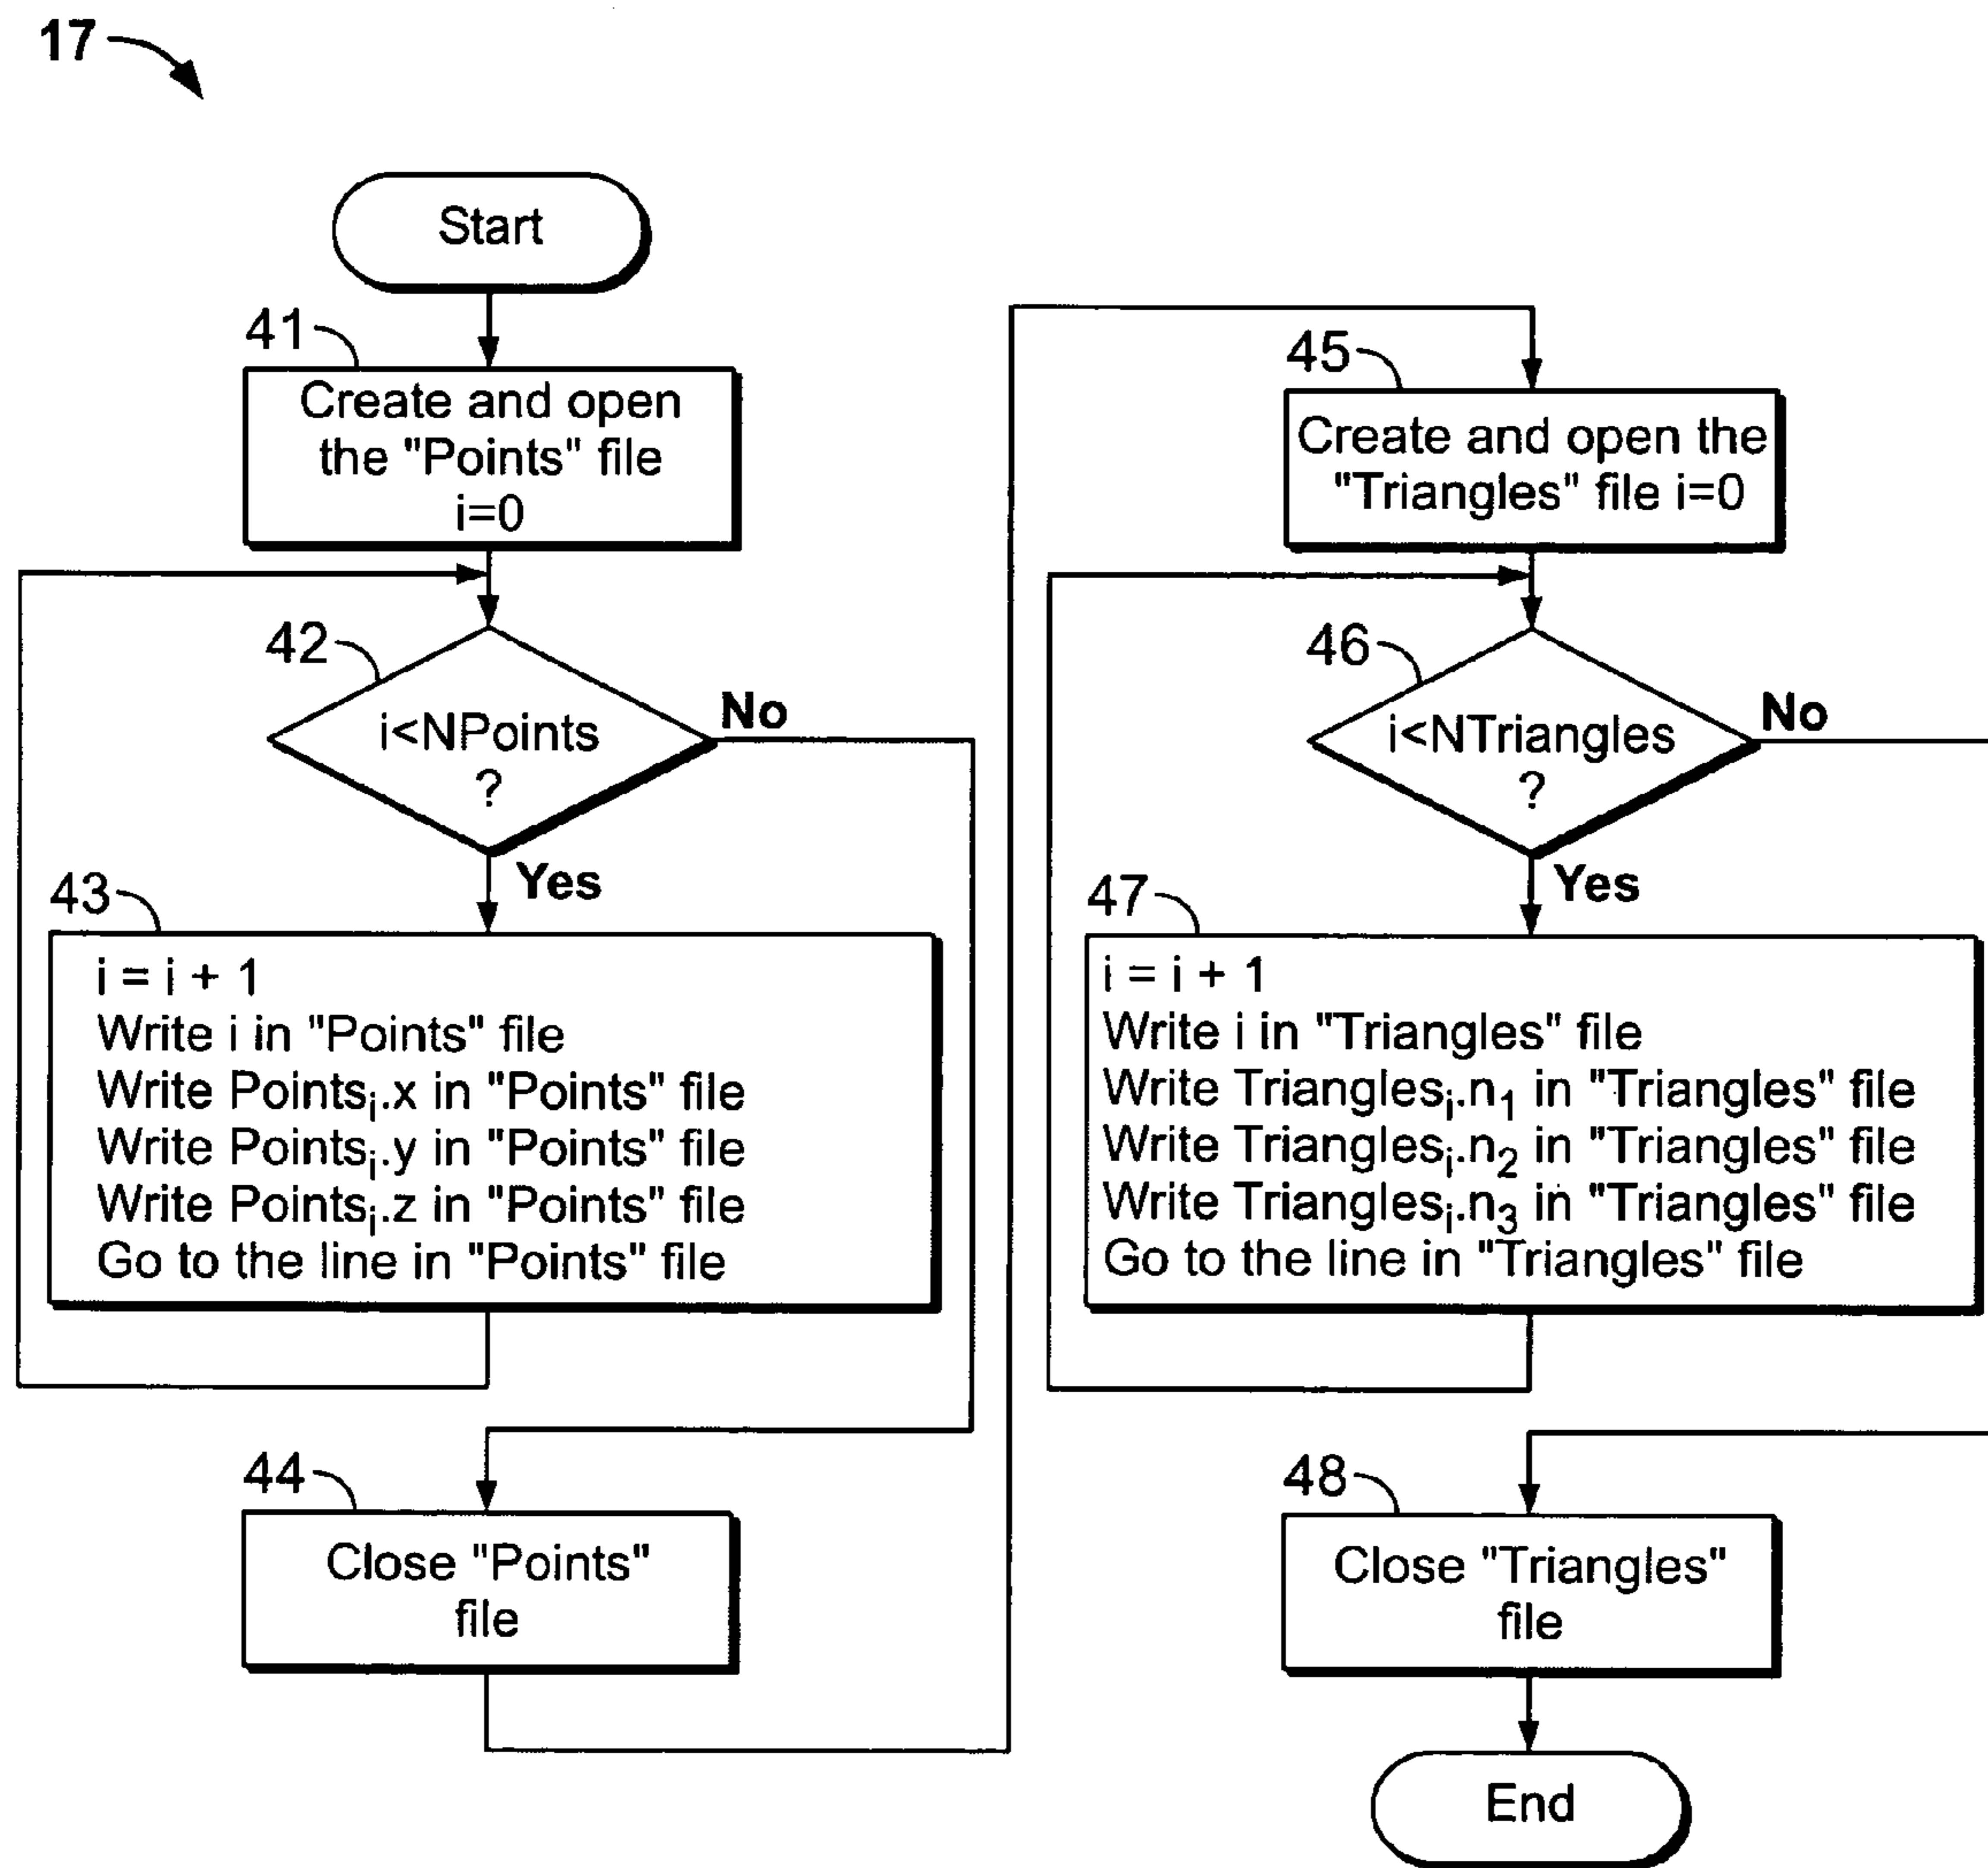 17
Start
41
Create and open
the "Points" file
i=0
42
i<NPoints
?
No
Yes
43
i = i + 1
Write i in "Points" file
Write Pointsᵢ.x in "Points" file
Write Pointsᵢ.y in "Points" file
Write Pointsᵢ.z in "Points" file
Go to the line in "Points" file
44
Close "Points"
file
45
Create and open the
"Triangles" file i=0
46
i<NTriangles
?
No
Yes
47
i = i + 1
Write i in "Triangles" file
Write Trianglesᵢ.n₁ in "Triangles" file
Write Trianglesᵢ.n₂ in "Triangles" file
Write Trianglesᵢ.n₃ in "Triangles" file
Go to the line in "Triangles" file
48
Close "Triangles"
file
End